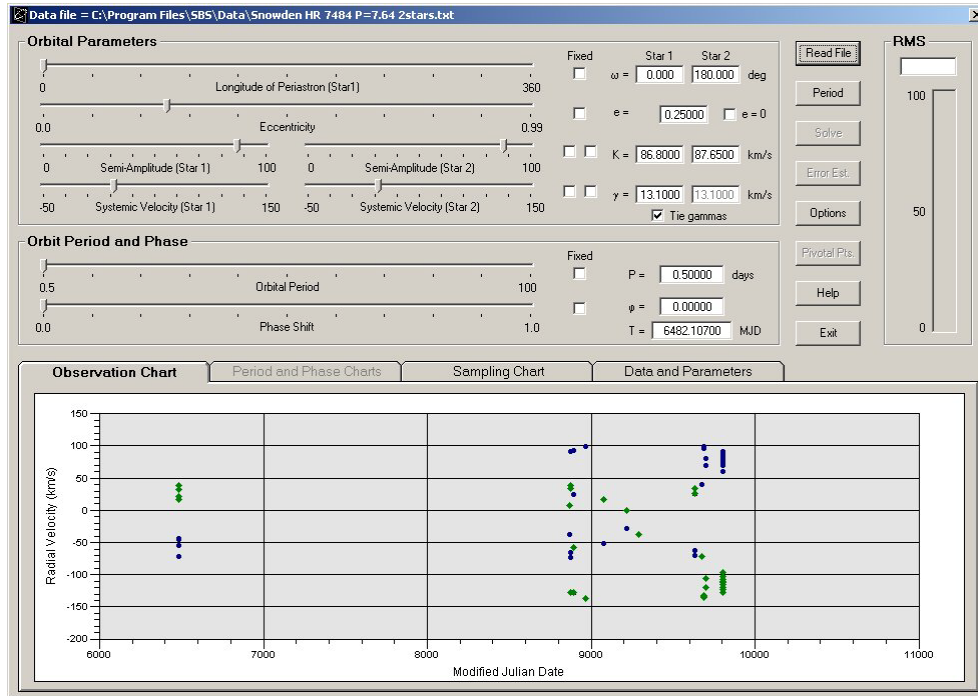 Data file = C:\Program Files\SBS\Data\Snowden HR 7484 P=7.64 2stars.txt
Orbital Parameters
0 Longitude of Periastron (Star1) 360
0.0 Eccentricity 0.99
0 Semi-Amplitude (Star 1) 100 0 Semi-Amplitude (Star 2) 100
-50 Systemic Velocity (Star 1) 150 -50 Systemic Velocity (Star 2) 150
Fixed Star 1 Star 2
ω = 0.000 180.000 deg
e = 0.25000 e = 0
K = 86.8000 87.6500 km/s
γ = 13.1000 13.1000 km/s
Tie gammas
Orbit Period and Phase
0.5 Orbital Period 100
0.0 Phase Shift 1.0
Fixed
P = 0.50000 days
φ = 0.00000
T = 6482.10700 MJD
Read File
Period
Solve
Error Est.
Options
Pivotal Pts.
Help
Exit
RMS
100
50
0
Observation Chart Period and Phase Charts Sampling Chart Data and Parameters
Radial Velocity (km/s)
150
100
50
0
-50
-100
-150
-200
6000 7000 8000 9000 10000 11000
Modified Julian Date